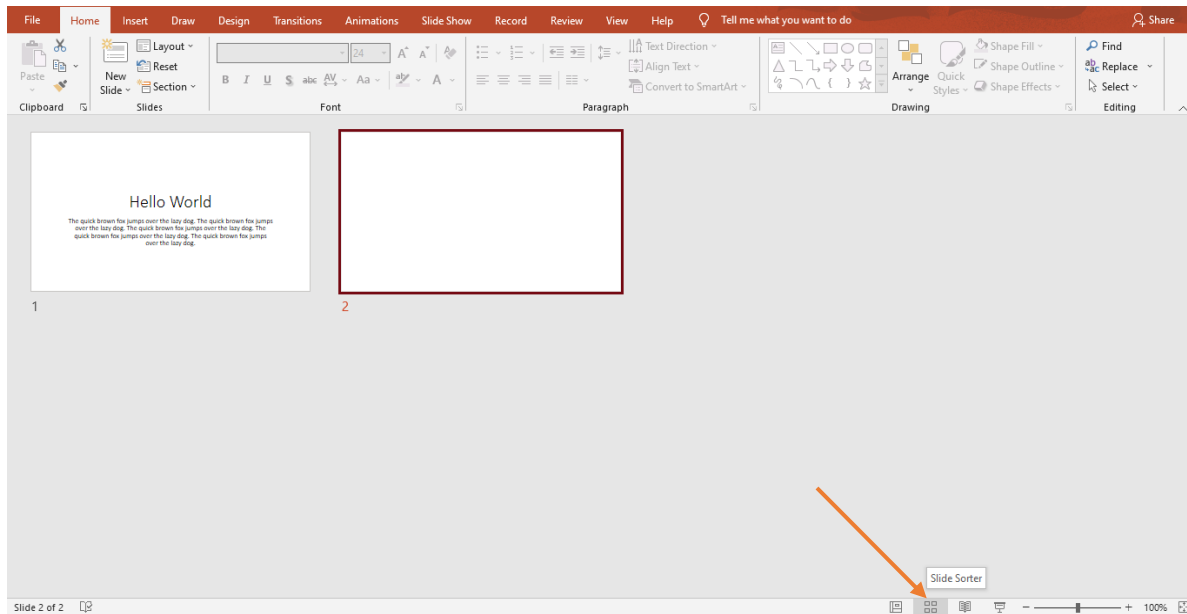 File Home Insert Draw Design Transitions Animations Slide Show Record Review View Help Tell me what you want to do Share
Paste
Clipboard
New
Slide
Layout
Reset
Section
Slides
24 A A
B I U S abc AV Aa aby A
Font
Text Direction
Align Text
Convert to SmartArt
Paragraph
Arrange
Quick
Styles
Shape Fill
Shape Outline
Shape Effects
Drawing
Find
Replace
Select
Editing
Hello World
The quick brown fox jumps over the lazy dog. The quick brown fox jumps
over the lazy dog. The quick brown fox jumps over the lazy dog. The
quick brown fox jumps over the lazy dog. The quick brown fox jumps
over the lazy dog.
1
2
Slide Sorter
Slide 2 of 2
100%